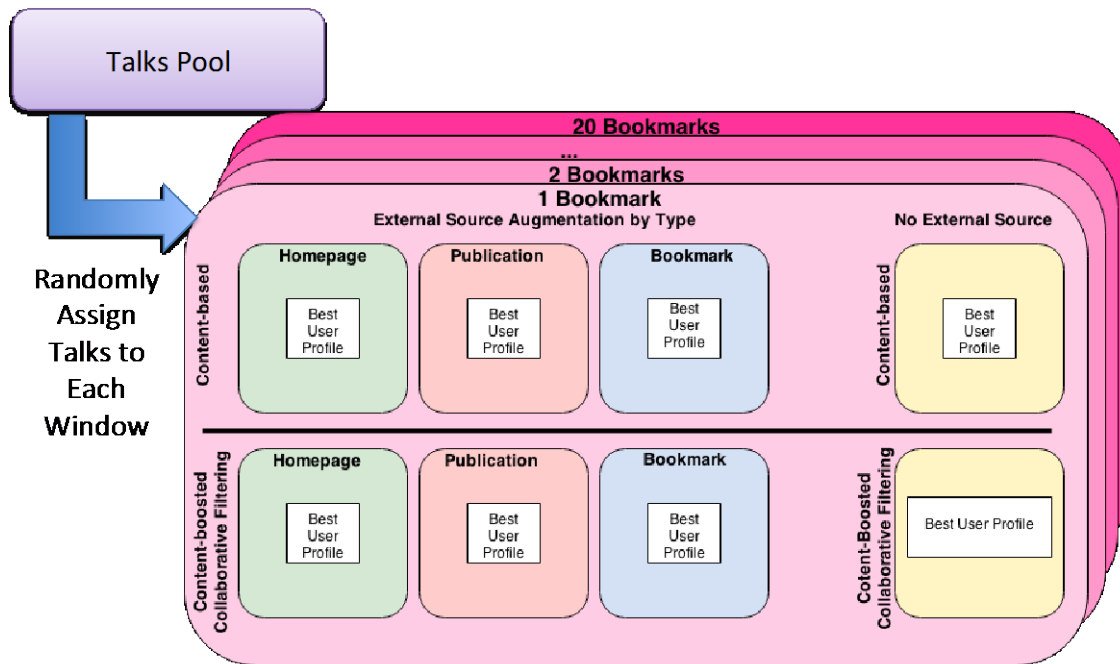 Talks Pool
20 Bookmarks
...
2 Bookmarks
1 Bookmark
External Source Augmentation by Type
No External Source
Randomly
Assign
Talks to
Each
Window
Content-based
Homepage
Best
User
Profile
Publication
Best
User
Profile
Bookmark
Best
User
Profile
Content-based
Best
User
Profile
Content-boosted
Collaborative Filtering
Homepage
Best
User
Profile
Publication
Best
User
Profile
Bookmark
Best
User
Profile
Cotent-Boosted
Collaborative Filtering
Best User Profile